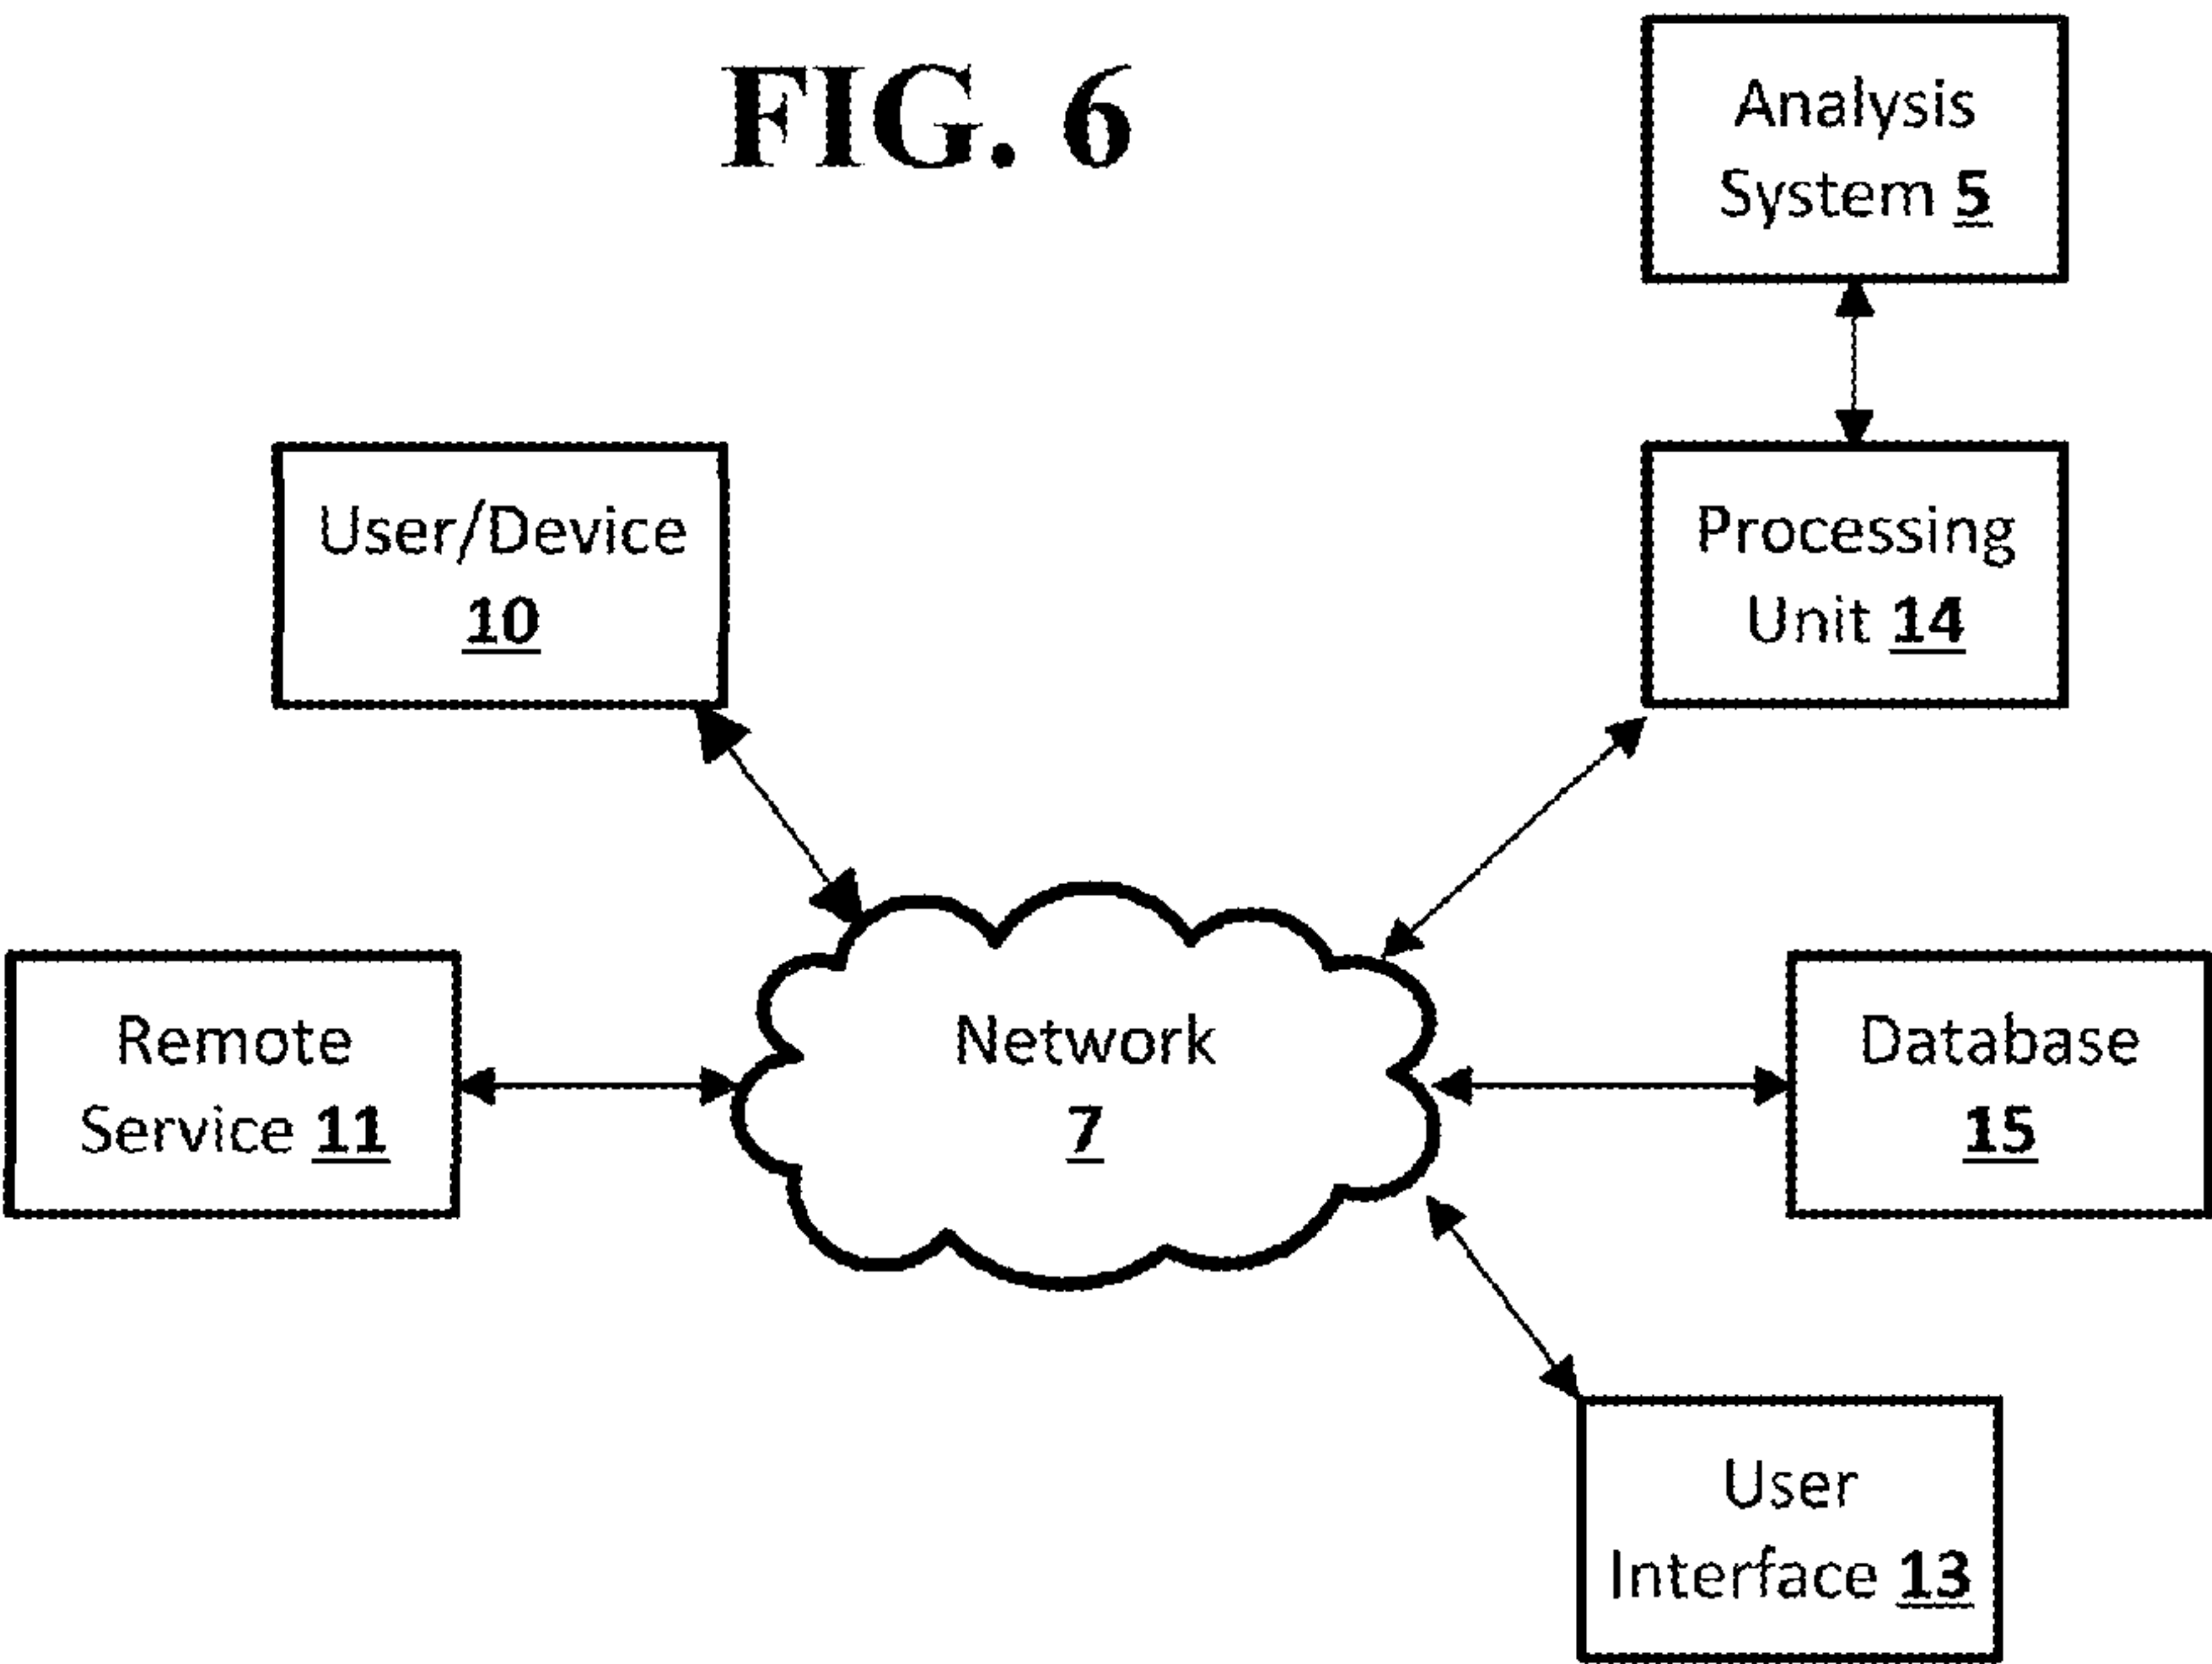 FIG. 6
Analysis
System 5
User/Device
10
Processing
Unit 14
Remote
Service 11
Network
7
Database
15
User
Interface 13